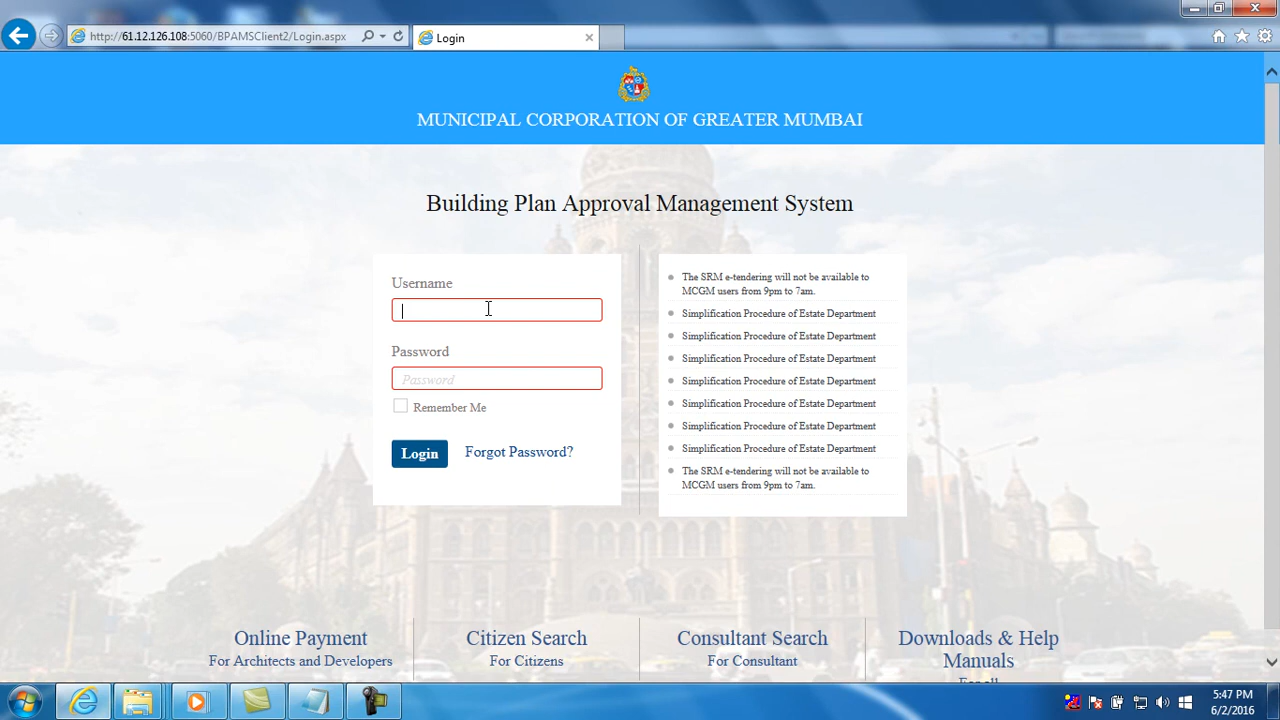 http://61.12.126.108:5060/BPAMSClient2/Login.aspx
Login
MUNICIPAL CORPORATION OF GREATER MUMBAI
Building Plan Approval Management System
Username
Password
Password
Remember Me
Login
Forgot Password?
The SRM e-tendering will not be available to
MCGM users from 9pm to 7am.
Simplification Procedure of Estate Department
Simplification Procedure of Estate Department
Simplification Procedure of Estate Department
Simplification Procedure of Estate Department
Simplification Procedure of Estate Department
Simplification Procedure of Estate Department
Simplification Procedure of Estate Department
The SRM e-tendering will not be available to
MCGM users from 9pm to 7am.
Online Payment
For Architects and Developers
Citizen Search
For Citizens
Consultant Search
For Consultant
Downloads & Help
Manuals
5:47 PM
6/2/2016